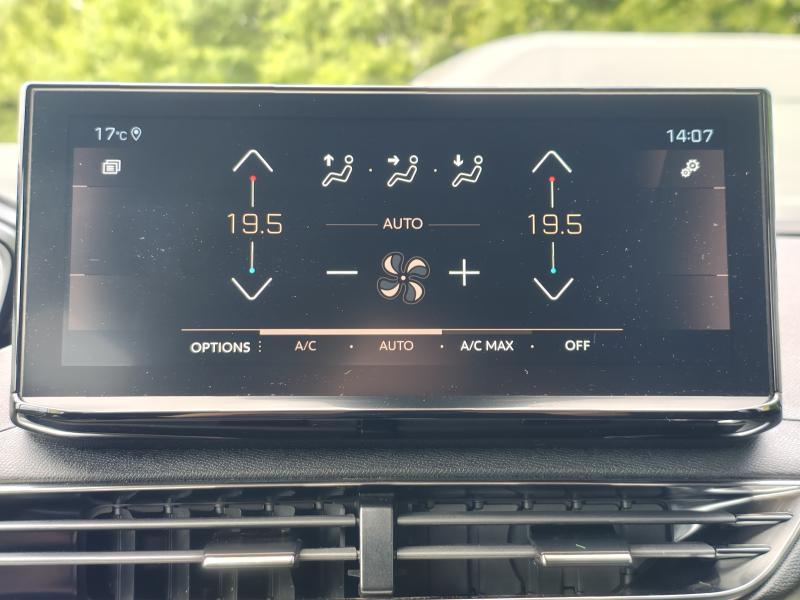 17°C 14:07
19.5 AUTO 19.5
OPTIONS A/C AUTO A/C MAX OFF